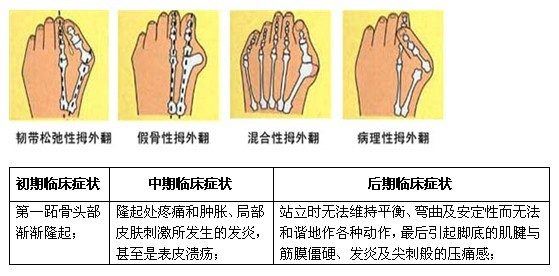 韧带松弛性拇外翻 假骨性拇外翻 混合性拇外翻 病理性拇外翻
初期临床症状 中期临床症状 后期临床症状
第一跖骨头部
渐渐隆起；
隆起处疼痛和肿胀、局部
皮肤刺激所发生的发炎，
甚至是表皮溃疡；
站立时无法维持平衡、弯曲及安定性而无法
和谐地作各种动作，最后引起脚底的肌腱与
筋膜僵硬、发炎及尖刺般的压痛感；